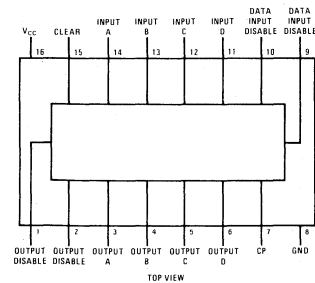 DATA DATA
INPUT INPUT INPUT INPUT INPUT INPUT
VCC CLEAR A B C D DISABLE DISABLE
16 15 14 13 12 11 10 9
1 2 3 4 5 6 7 8
OUTPUT OUTPUT OUTPUT OUTPUT OUTPUT OUTPUT CP GND
DISABLE DISABLE A B C D
TOP VIEW